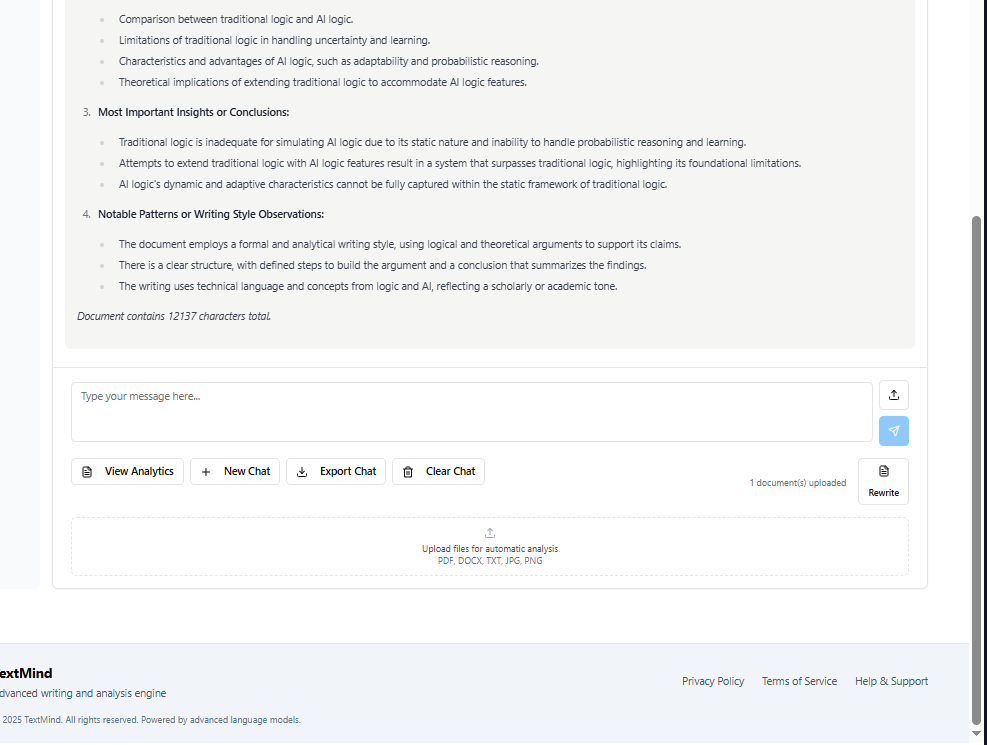 Comparison between traditional logic and AI logic.
Limitations of traditional logic in handling uncertainty and learning.
Characteristics and advantages of AI logic, such as adaptability and probabilistic reasoning.
Theoretical implications of extending traditional logic to accommodate AI logic features.
3. Most Important Insights or Conclusions:
Traditional logic is inadequate for simulating AI logic due to its static nature and inability to handle probabilistic reasoning and learning.
Attempts to extend traditional logic with AI logic features result in a system that surpasses traditional logic, highlighting its foundational limitations.
AI logic's dynamic and adaptive characteristics cannot be fully captured within the static framework of traditional logic.
4. Notable Patterns or Writing Style Observations:
The document employs a formal and analytical writing style, using logical and theoretical arguments to support its claims.
There is a clear structure, with defined steps to build the argument and a conclusion that summarizes the findings.
The writing uses technical language and concepts from logic and AI, reflecting a scholarly or academic tone.
Document contains 12137 characters total.
Type your message here...
View Analytics
New Chat
Export Chat
Clear Chat
1 document(s) uploaded
Rewrite
Upload files for automatic analysis
PDF, DOCX, TXT, JPG, PNG
extMind
dvanced writing and analysis engine
2025 TextMind. All rights reserved. Powered by advanced language models.
Privacy Policy
Terms of Service
Help & Support